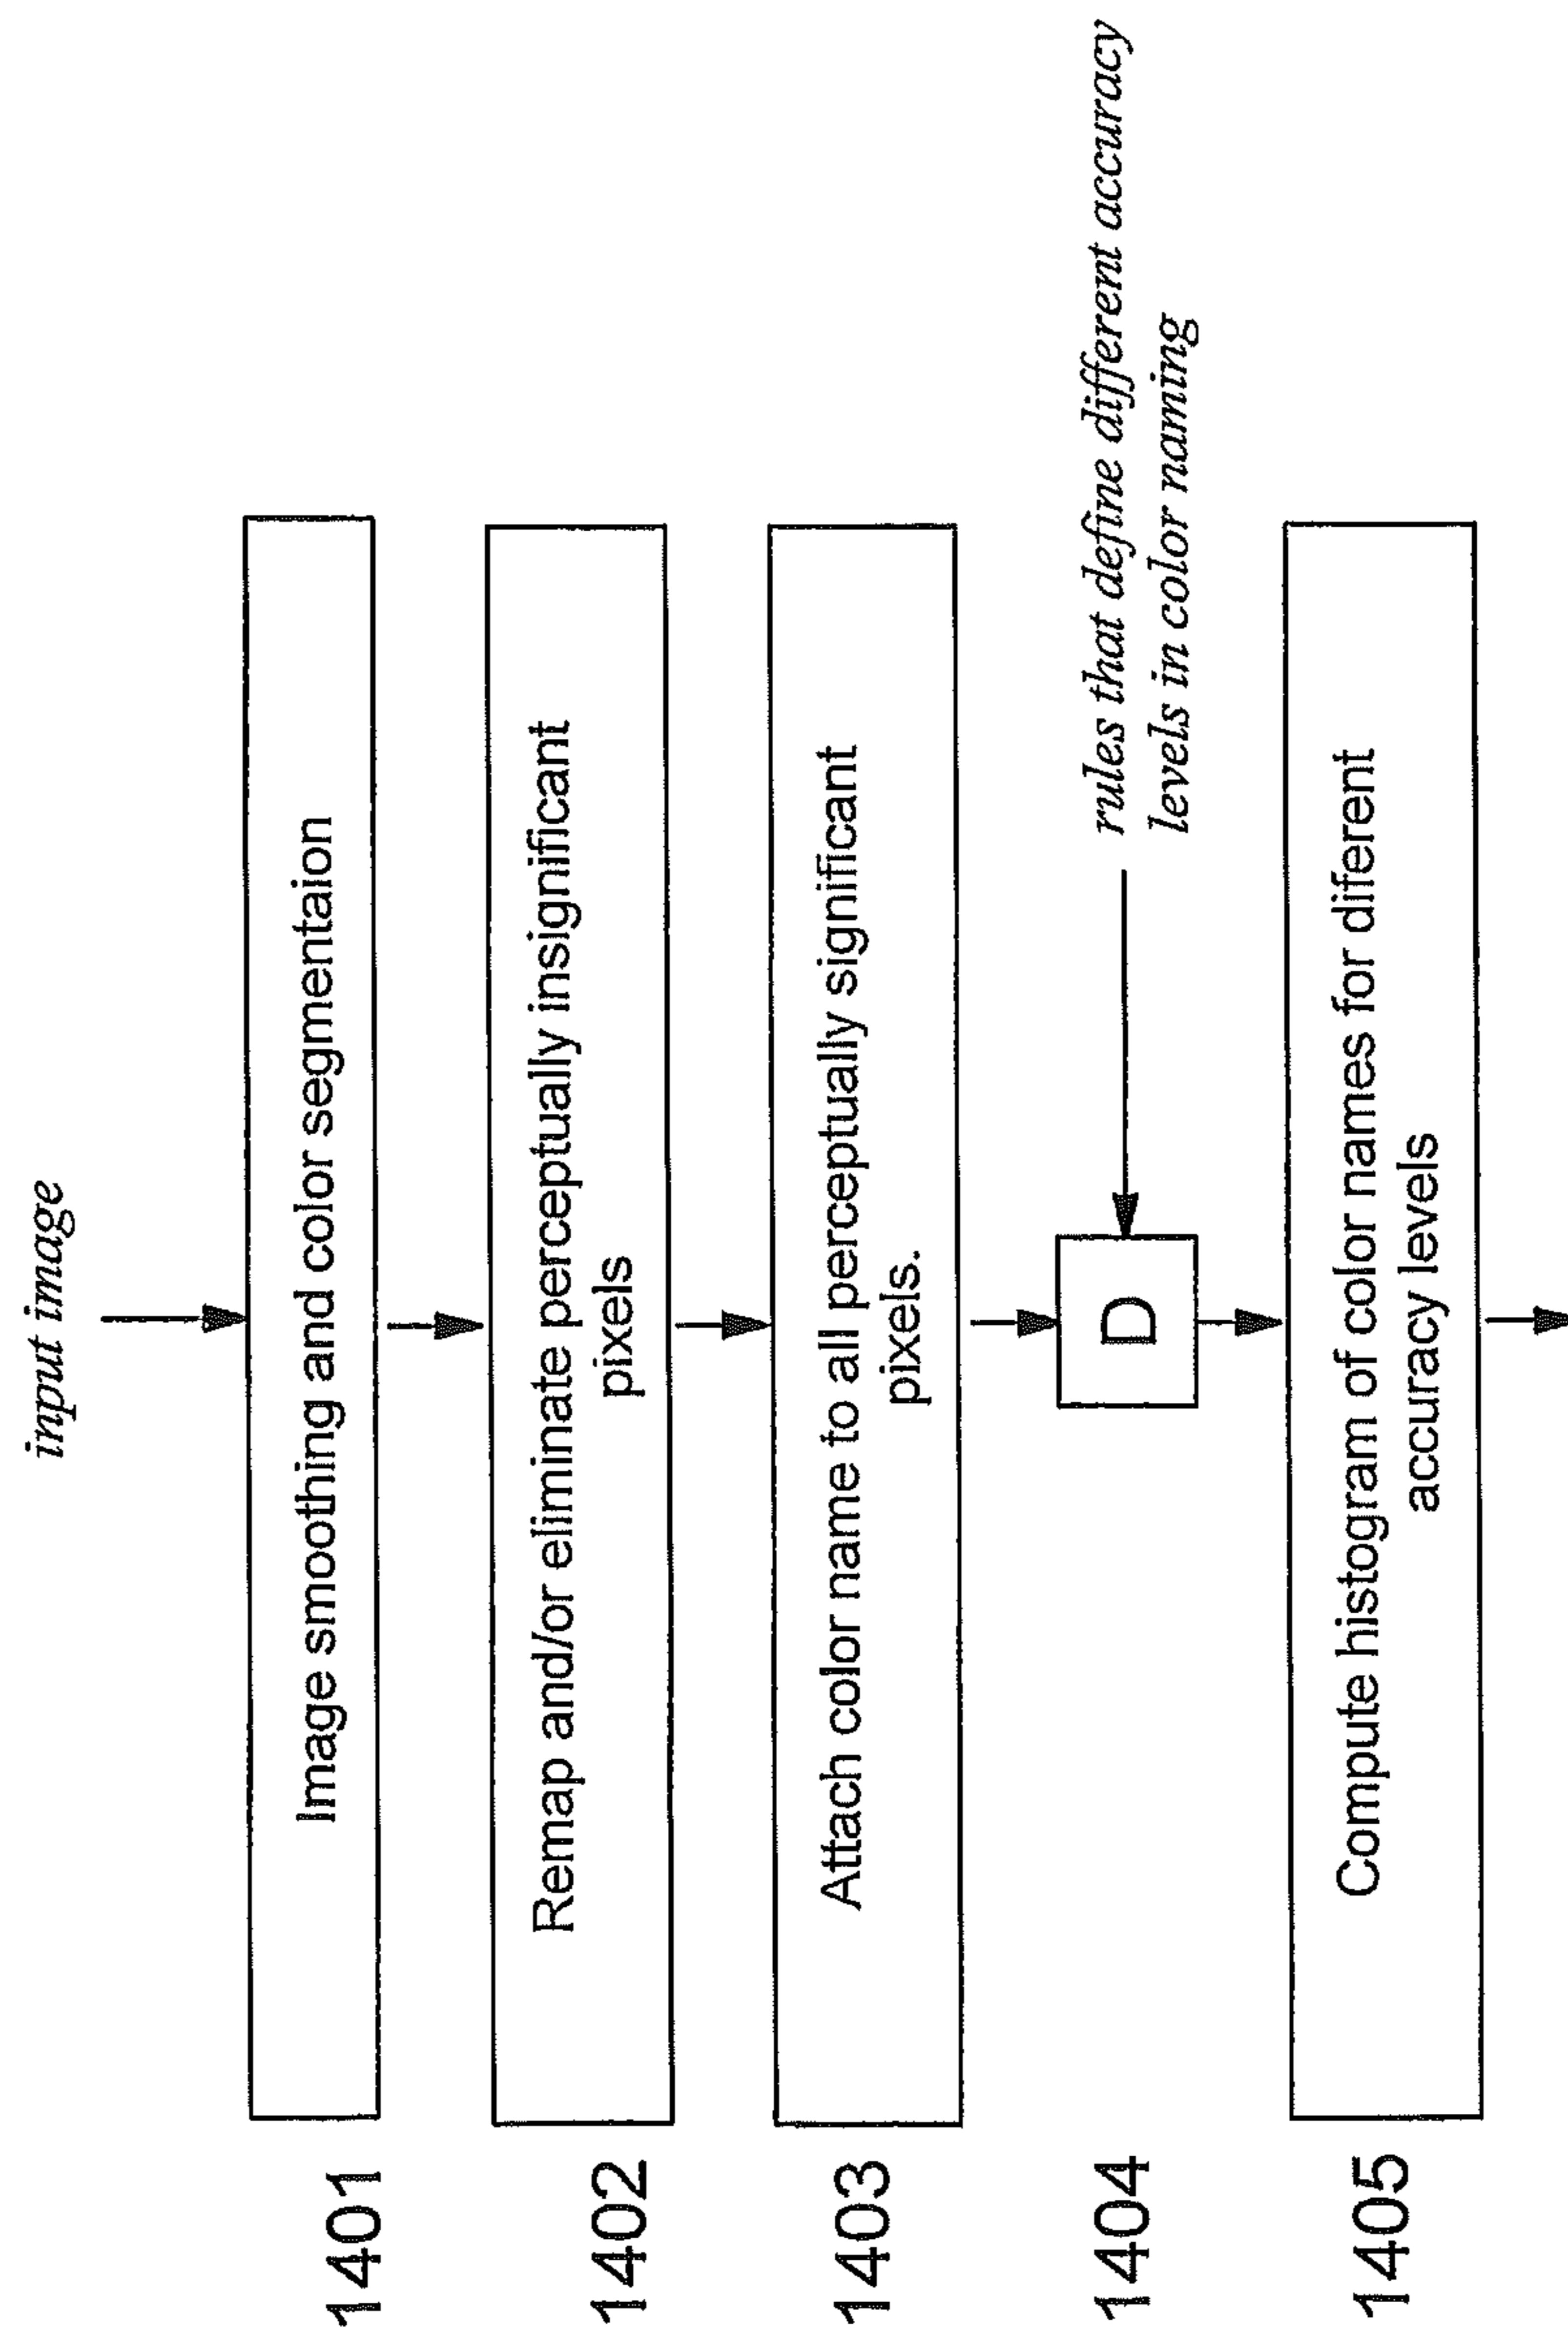 input image
1401
Image smoothing and color segmentaion
1402
Remap and/or eliminate perceptually insignificant
pixels
1403
Attach color name to all perceptually significant
pixels.
1404
D
rules that define different accuracy
levels in color naming
1405
Compute histogram of color names for diferent
accuracy levels